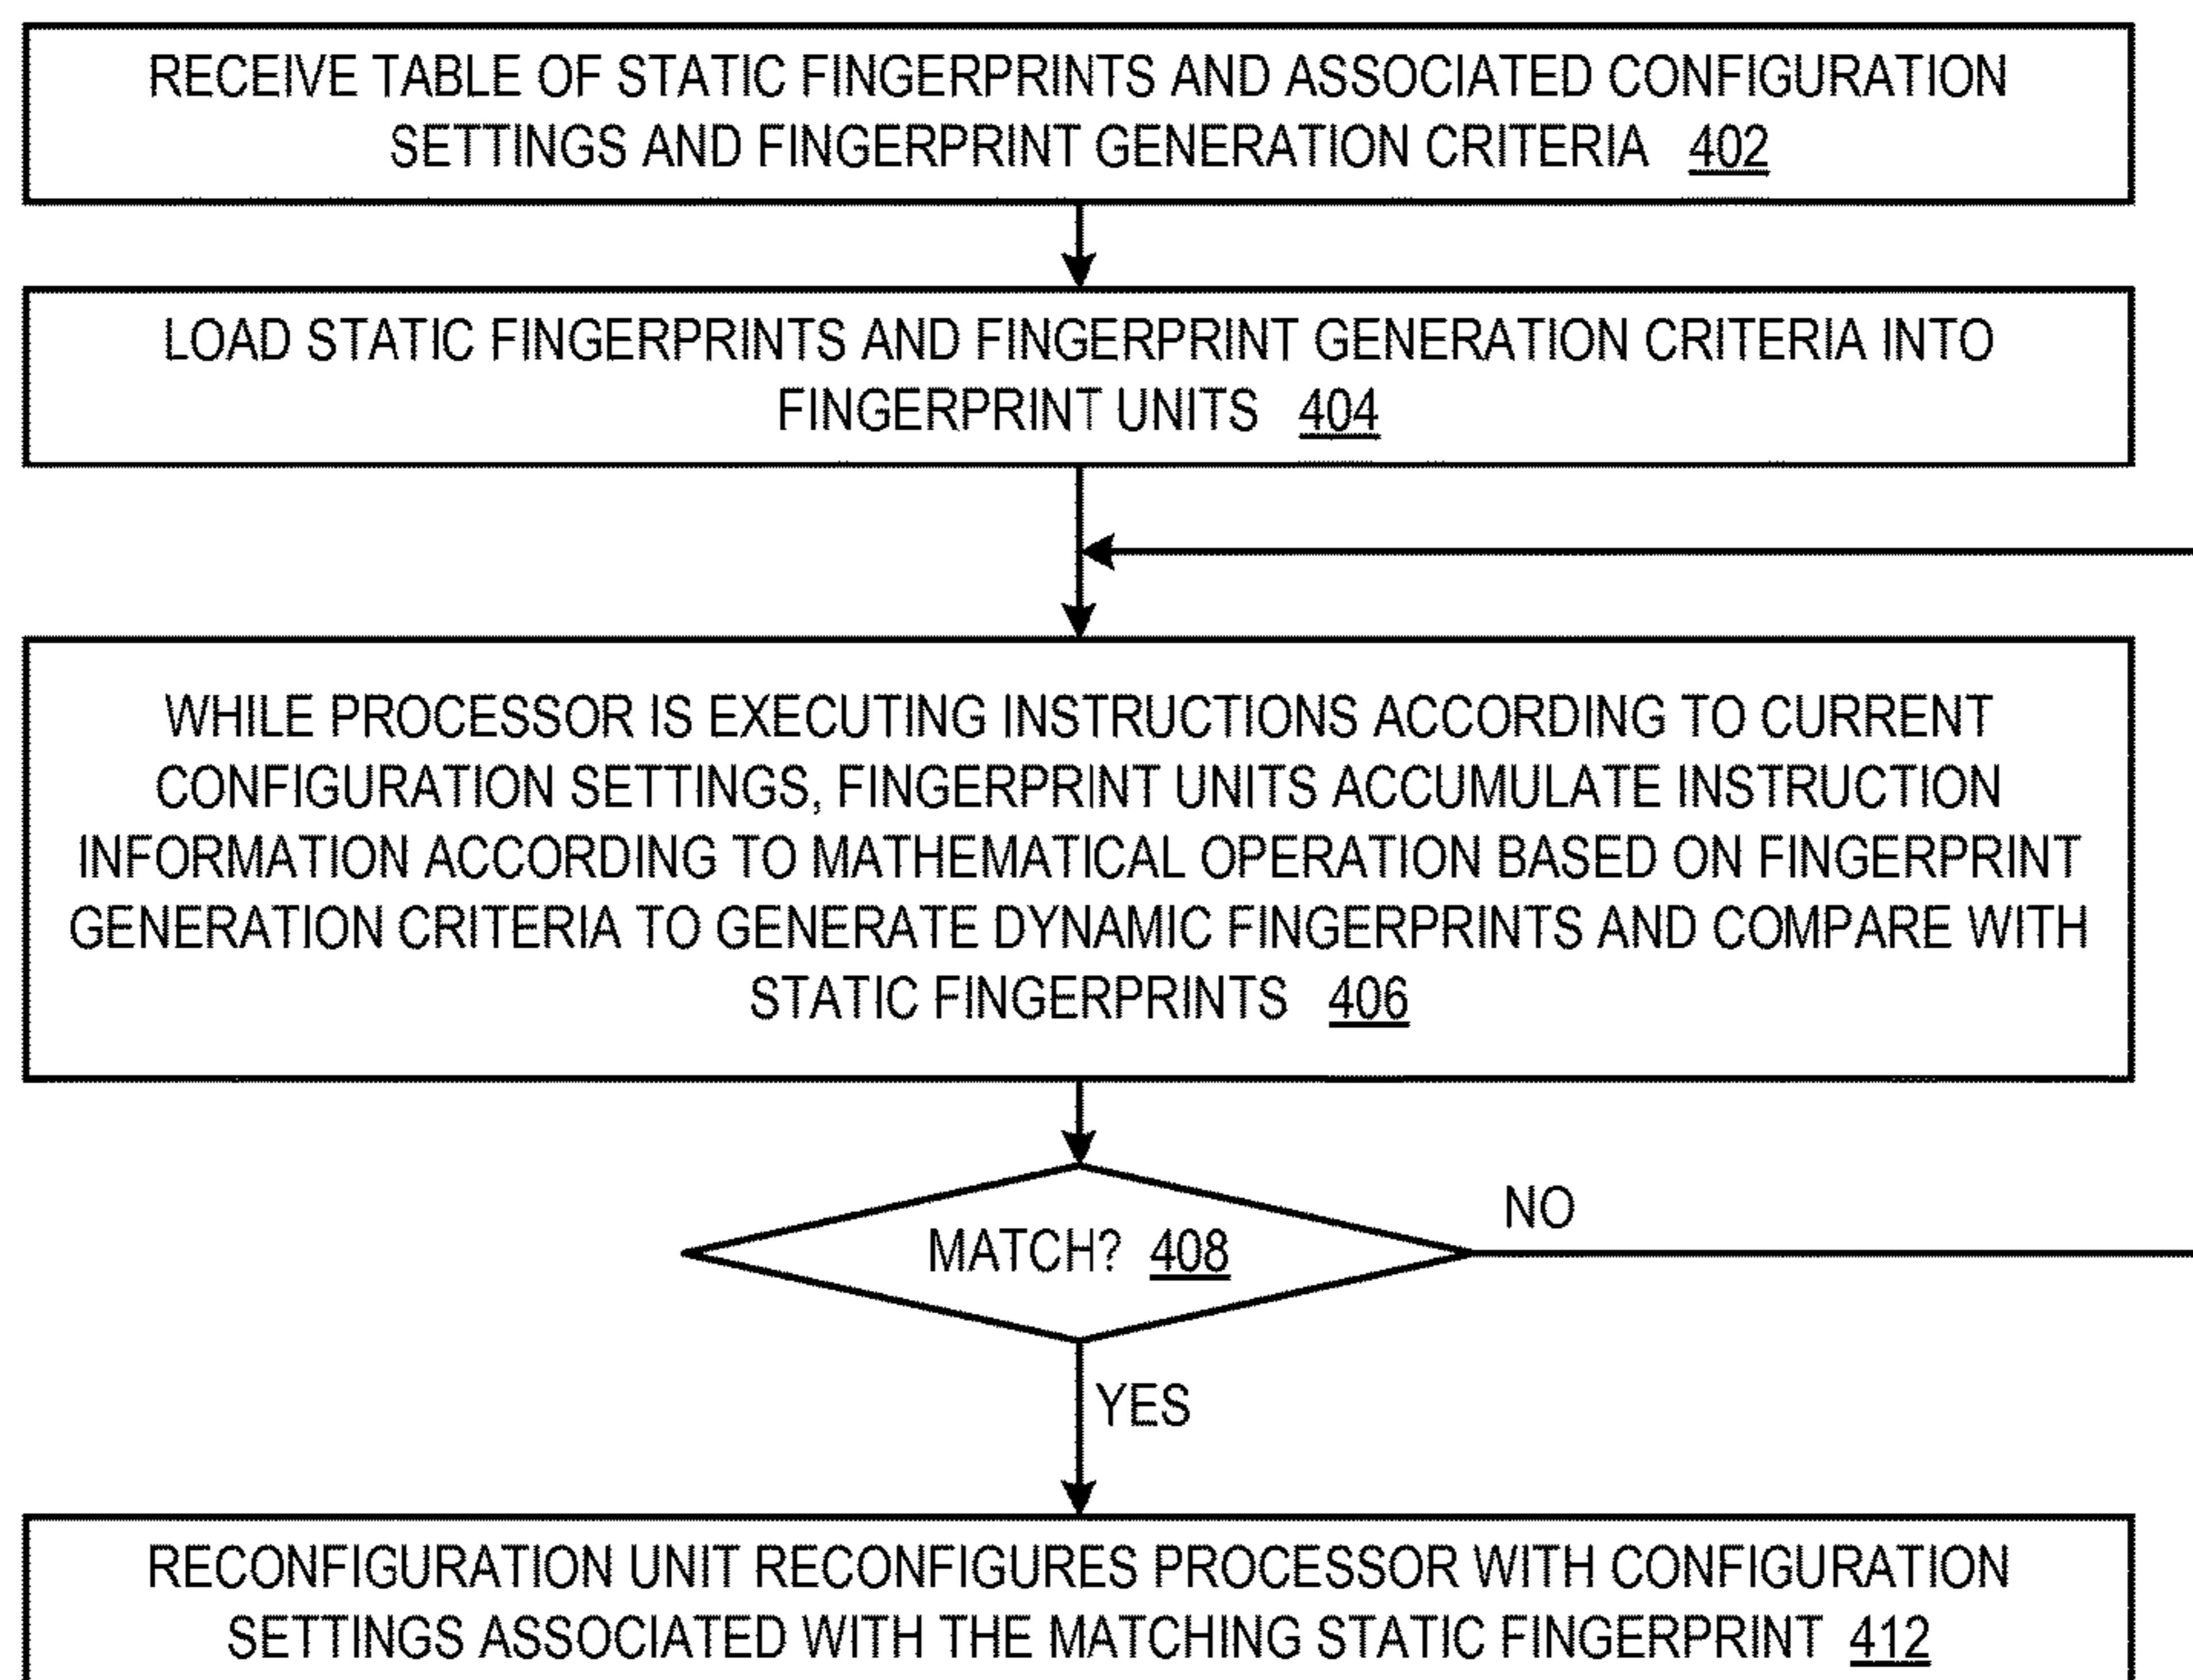 RECEIVE TABLE OF STATIC FINGERPRINTS AND ASSOCIATED CONFIGURATION
SETTINGS AND FINGERPRINT GENERATION CRITERIA 402
LOAD STATIC FINGERPRINTS AND FINGERPRINT GENERATION CRITERIA INTO
FINGERPRINT UNITS 404
WHILE PROCESSOR IS EXECUTING INSTRUCTIONS ACCORDING TO CURRENT
CONFIGURATION SETTINGS, FINGERPRINT UNITS ACCUMULATE INSTRUCTION
INFORMATION ACCORDING TO MATHEMATICAL OPERATION BASED ON FINGERPRINT
GENERATION CRITERIA TO GENERATE DYNAMIC FINGERPRINTS AND COMPARE WITH
STATIC FINGERPRINTS 406
MATCH? 408
NO
YES
RECONFIGURATION UNIT RECONFIGURES PROCESSOR WITH CONFIGURATION
SETTINGS ASSOCIATED WITH THE MATCHING STATIC FINGERPRINT 412